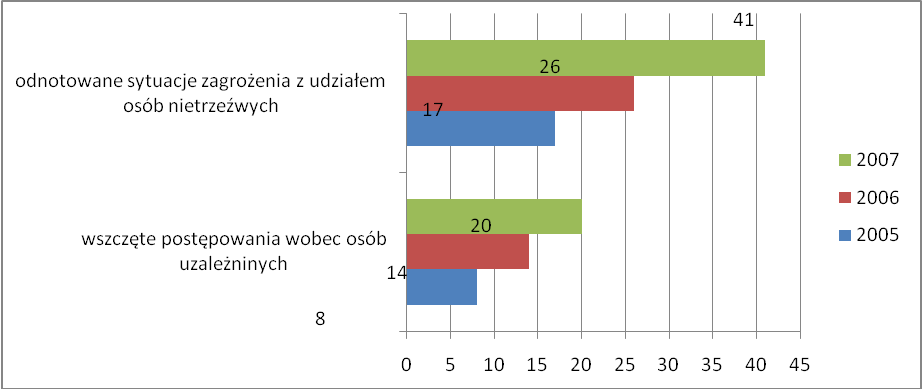 41
odnotowane sytuacje zagrożenia z udziałem
osób nietrzeźwych
26
17
2007
2006
2005
wszczęte postępowania wobec osób
uzależninych
20
14
8
0 5 10 15 20 25 30 35 40 45